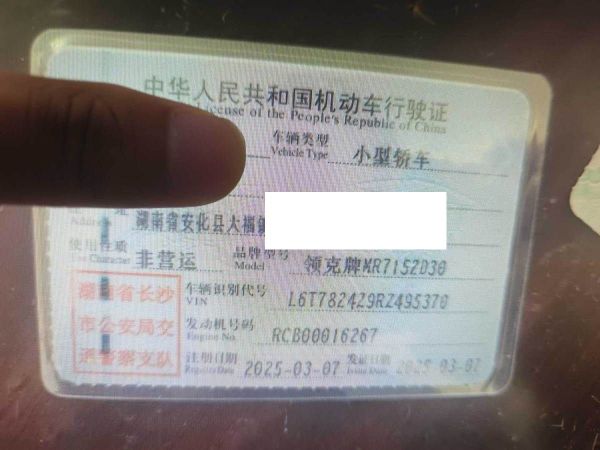 中华人民共和国机动车行驶证
License of the People's Republic of China
车辆类型 小型轿车
Vehicle Type
湖南省安化县大福镇
Address
使用性质 非营运 品牌型号 领克牌MR7152D30
Use Character Model
湖南省长沙
市公安局交
通警察支队
车辆识别代号 L6T7824Z9RZ495370
VIN
发动机号码 RCB00016267
Engine No.
注册日期 2025-03-07 发证日期 2025-03-07
Register Date Issue Date